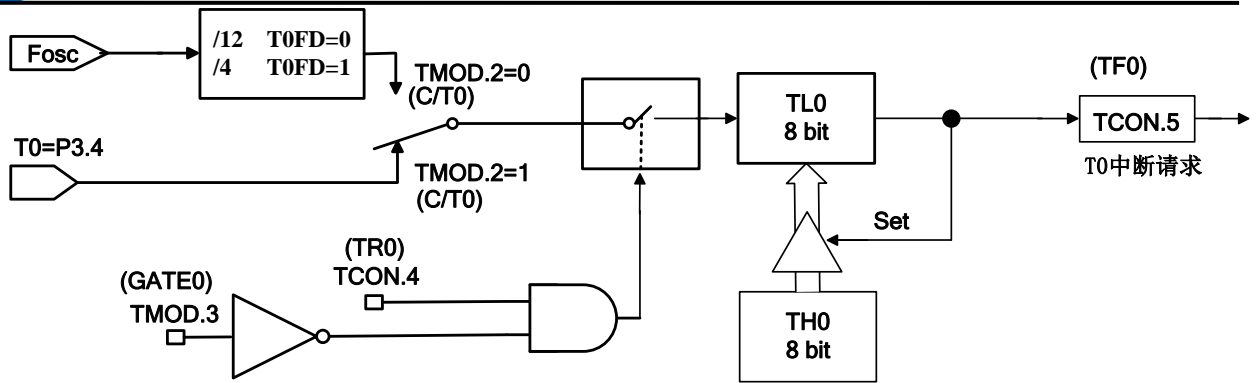 Fosc
/12 T0FD=0
/4 T0FD=1
TMOD.2=0
(C/T0)
T0=P3.4
TMOD.2=1
(C/T0)
TL0
8 bit
(TF0)
TCON.5
T0中断请求
Set
(TR0)
TCON.4
(GATE0)
TMOD.3
TH0
8 bit